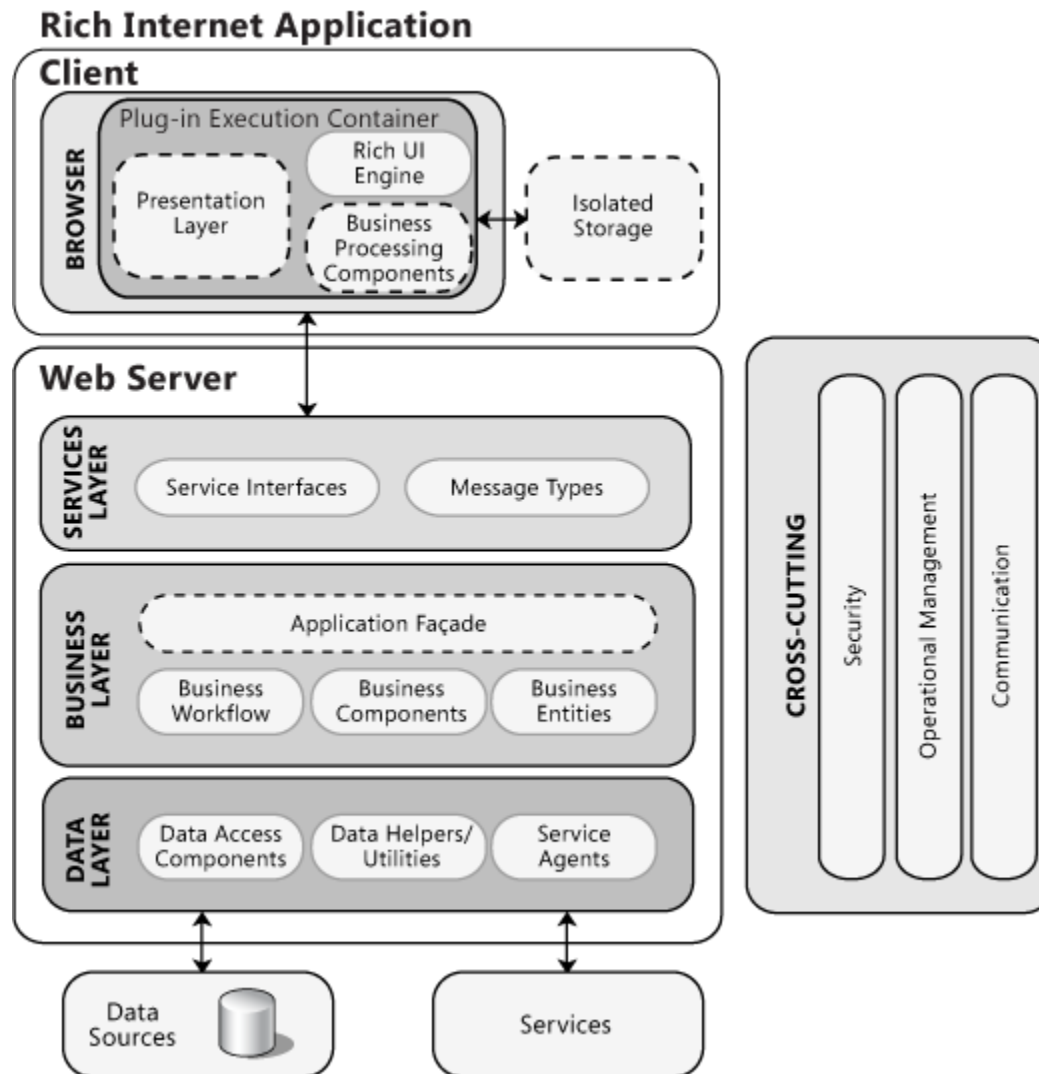 Rich Internet Application
Client
BROWSER
Plug-in Execution Container
Presentation
Layer
Rich UI
Engine
Business
Processing
Components
Isolated
Storage
Web Server
SERVICES
LAYER
Service Interfaces
Message Types
BUSINESS
LAYER
Application Façade
Business
Workflow
Business
Components
Business
Entities
DATA
LAYER
Data Access
Components
Data Helpers/
Utilities
Service
Agents
CROSS-CUTTING
Security
Operational Management
Communication
Data
Sources
Services